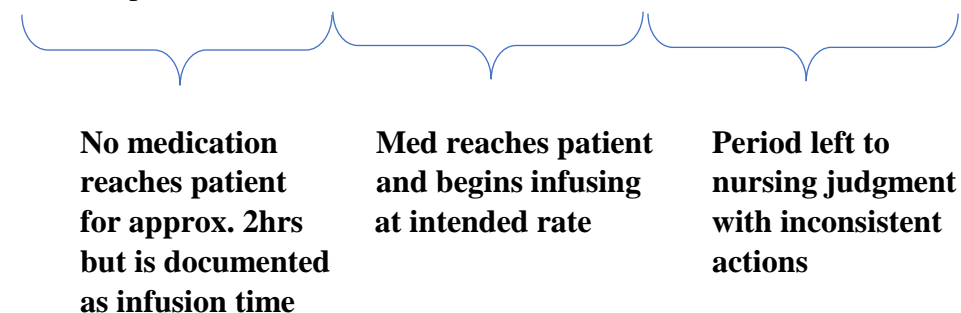 No medication
reaches patient
for approx. 2hrs
but is documented
as infusion time
Med reaches patient
and begins infusing
at intended rate
Period left to
nursing judgment
with inconsistent
actions